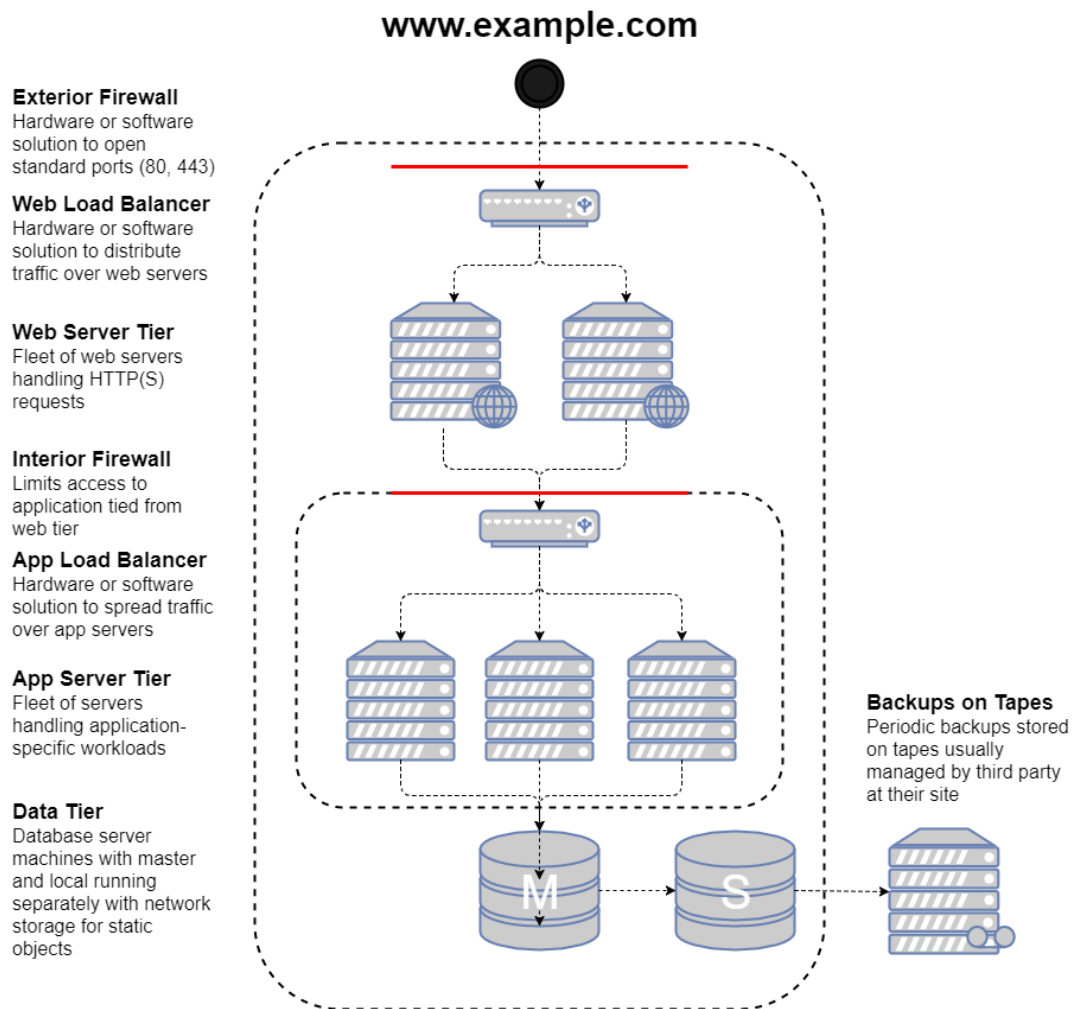 www.example.com
Exterior Firewall
Hardware or software
solution to open
standard ports (80, 443)
Web Load Balancer
Hardware or software
solution to distribute
traffic over web servers
Web Server Tier
Fleet of web servers
handling HTTP(S)
requests
Interior Firewall
Limits access to
application tied from
web tier
App Load Balancer
Hardware or software
solution to spread traffic
over app servers
App Server Tier
Fleet of servers
handling application-
specific workloads
Backups on Tapes
Periodic backups stored
on tapes usually
managed by third party
at their site
Data Tier
Database server
machines with master
and local running
separately with network
storage for static
objects
M
S